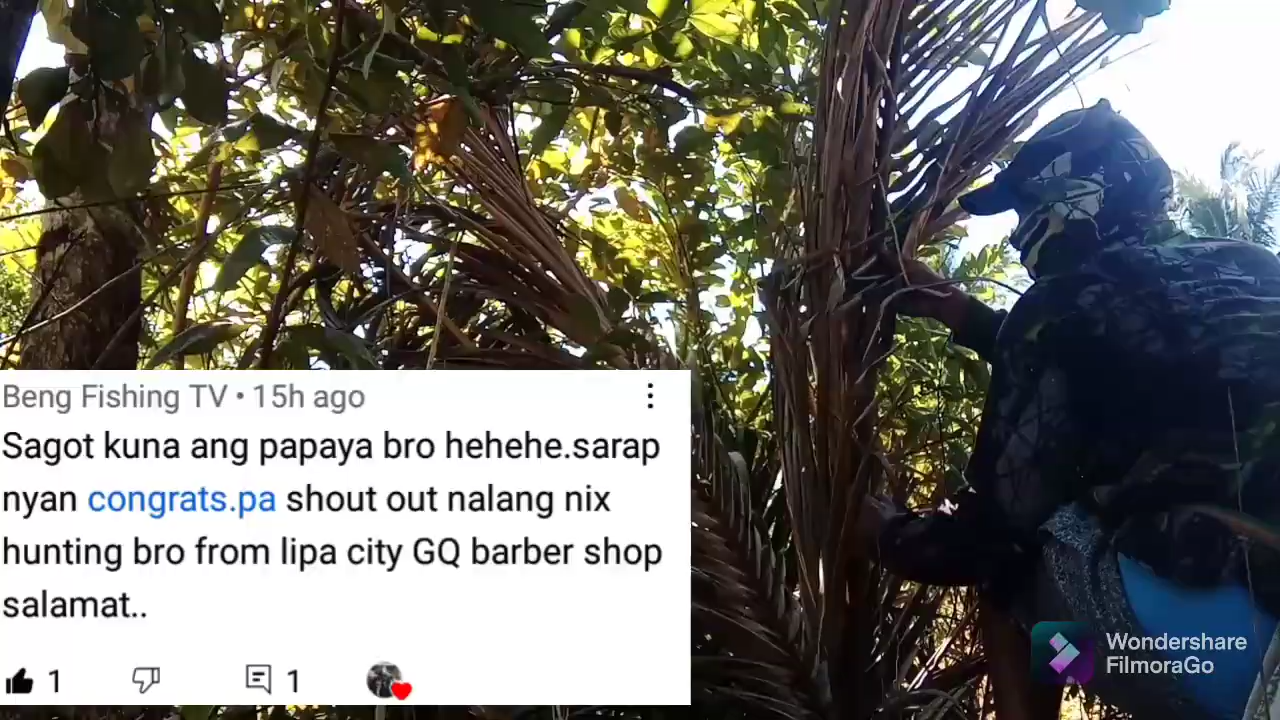 Beng Fishing TV • 15h ago
Sagot kuna ang papaya bro hehehe.sarap
nyan congrats.pa shout out nalang nix
hunting bro from lipa city GQ barber shop
salamat..
1 1
Wondershare
FilmoraGo